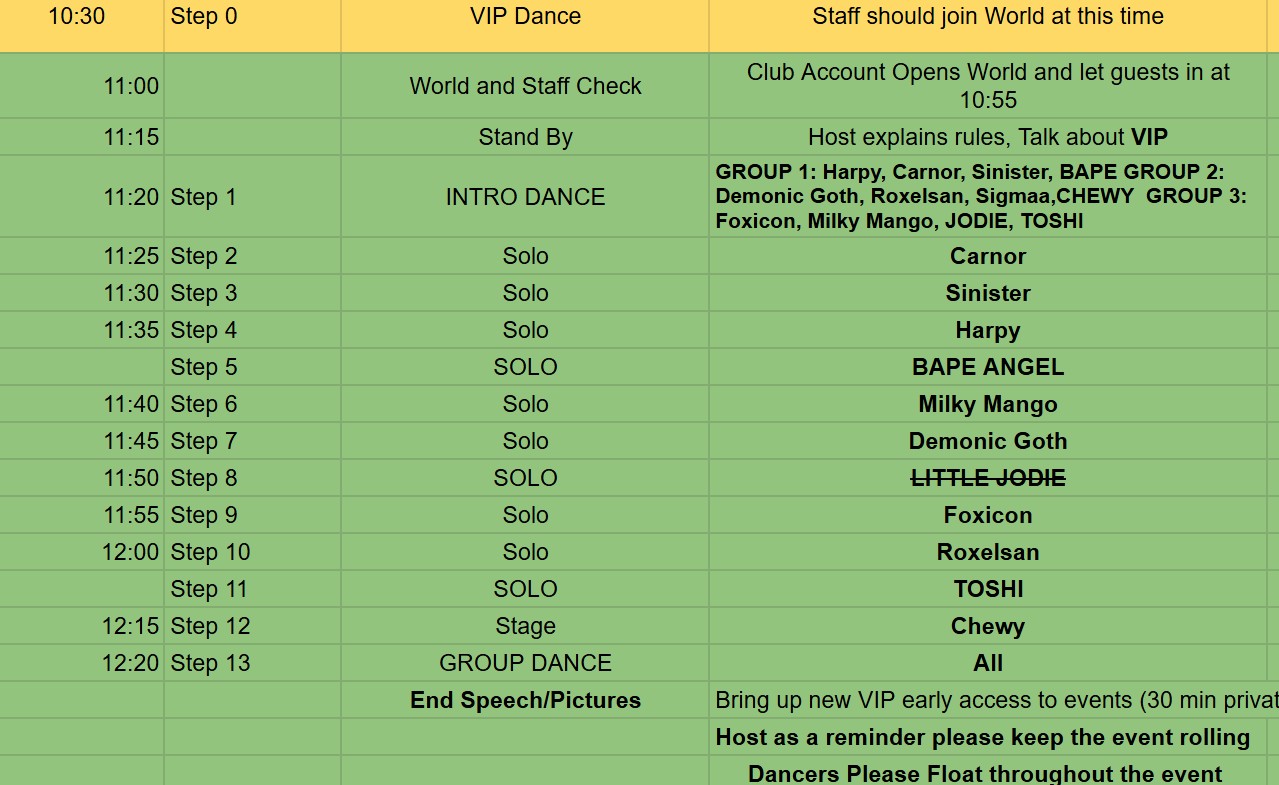 10:30 Step 0 VIP Dance Staff should join World at this time
11:00 World and Staff Check Club Account Opens World and let guests in at
10:55
11:15 Stand By Host explains rules, Talk about VIP
11:20 Step 1 INTRO DANCE GROUP 1: Harpy, Carnor, Sinister, BAPE GROUP 2:
Demonic Goth, Roxelsan, Sigmaa,CHEWY GROUP 3:
Foxicon, Milky Mango, JODIE, TOSHI
11:25 Step 2 Solo Carnor
11:30 Step 3 Solo Sinister
11:35 Step 4 Solo Harpy
Step 5 SOLO BAPE ANGEL
11:40 Step 6 Solo Milky Mango
11:45 Step 7 Solo Demonic Goth
11:50 Step 8 SOLO LITTLE JODIE
11:55 Step 9 Solo Foxicon
12:00 Step 10 Solo Roxelsan
Step 11 SOLO TOSHI
12:15 Step 12 Stage Chewy
12:20 Step 13 GROUP DANCE All
End Speech/Pictures Bring up new VIP early access to events (30 min privat
Host as a reminder please keep the event rolling
Dancers Please Float throughout the event